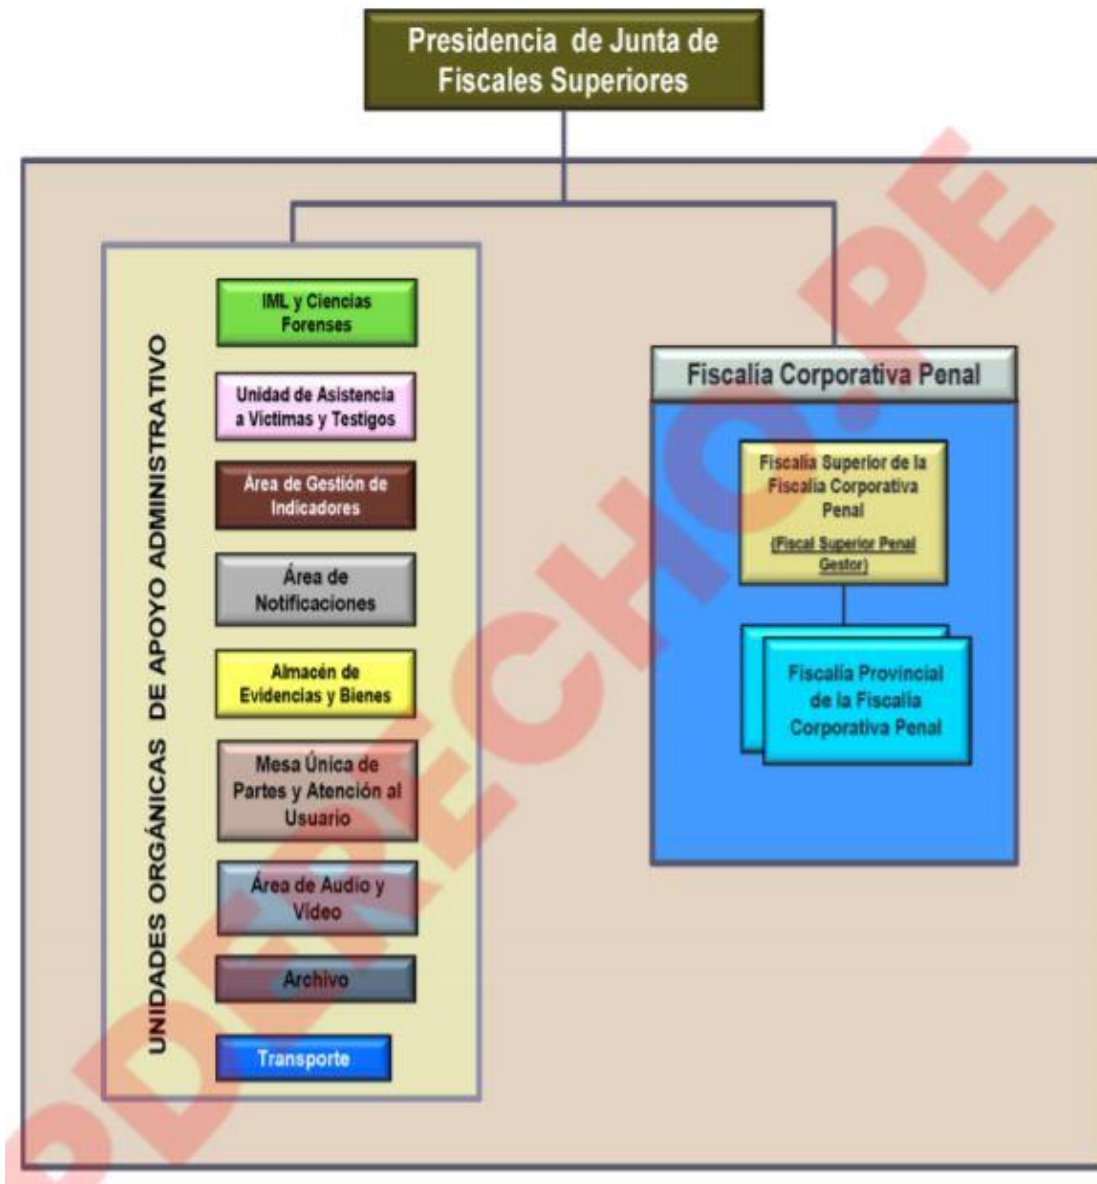 Presidencia de Junta de
Fiscales Superiores
UNIDADES ORGÁNICAS DE APOYO ADMINISTRATIVO
IML y Ciencias
Forenses
Unidad de Asistencia
a Victimas y Testigos
Área de Gestión de
Indicadores
Área de
Notificaciones
Almacén de
Evidencias y Bienes
Mesa Única de
Partes y Atención al
Usuario
Área de Audio y
Vídeo
Archivo
Transporte
Fiscalía Corporativa Penal
Fiscalía Superior de la
Fiscalía Corporativa
Penal
(Fiscal Superior Penal
Gestor)
Fiscalía Provincial
de la Fiscalía
Corporativa Penal
PDERECHO.PE